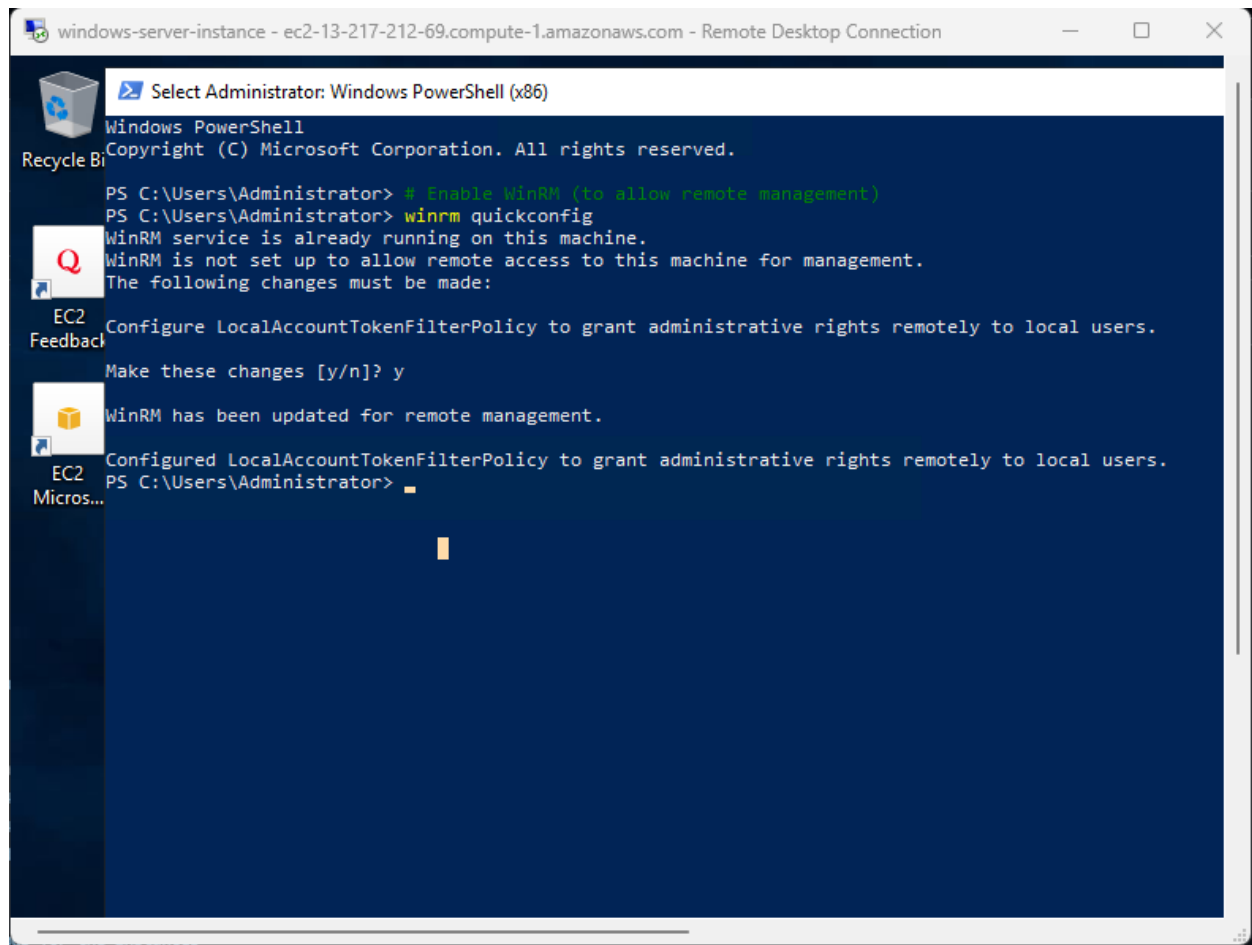 windows-server-instance - ec2-13-217-212-69.compute-1.amazonaws.com - Remote Desktop Connection
Select Administrator: Windows PowerShell (x86)
Windows PowerShell
Copyright (C) Microsoft Corporation. All rights reserved.
PS C:\Users\Administrator> # Enable WinRM (to allow remote management)
PS C:\Users\Administrator> winrm quickconfig
WinRM service is already running on this machine.
WinRM is not set up to allow remote access to this machine for management.
The following changes must be made:
Configure LocalAccountTokenFilterPolicy to grant administrative rights remotely to local users.
Make these changes [y/n]? y
WinRM has been updated for remote management.
Configured LocalAccountTokenFilterPolicy to grant administrative rights remotely to local users.
PS C:\Users\Administrator>
Recycle Bi
Q
EC2
Feedback
EC2
Micros...